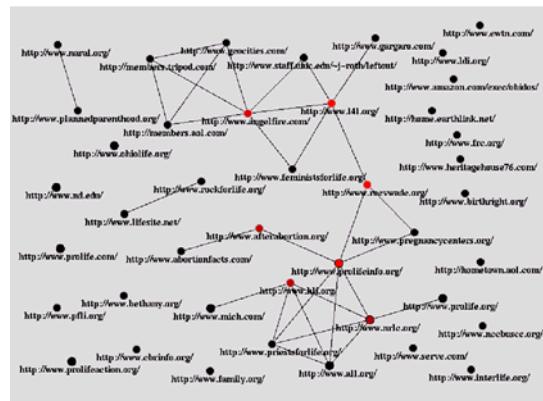 http://www.ewtn.com/
http://www.gargaro.com/
http://www.geocities.com/
http://www.naral.org/
http://www.ldi.org/
http://members.tripod.com/
http://www.staff.uiuc.edu/~j-roth/leftout/
http://www.amazon.com/exec/obidos/
http://www.plannedparenthood.org/
http://www.angelfire.com/
http://www.l4l.org/
http://home.earthlink.net/
http://members.aol.com/
http://www.frc.org/
http://www.ohiolife.org/
http://www.heritagehouse76.com/
http://www.feministsforlife.org/
http://www.nd.edu/
http://www.rockforlife.org/
http://www.roevwade.org/
http://www.birthright.org/
http://www.lifesite.net/
http://www.afterabortion.org/
http://www.pregnancycenters.org/
http://www.prolife.com/
http://www.abortionfacts.com/
http://www.prolifeinfo.org/
http://hometown.aol.com/
http://www.hli.org/
http://www.bethany.org/
http://www.pfli.org/
http://www.mich.com/
http://www.prolife.org/
http://www.nrlc.org/
http://www.nccbuscc.org/
http://www.priestsforlife.org/
http://www.cbrinfo.org/
http://www.serve.com/
http://www.prolifeaction.org/
http://www.family.org/
http://www.all.org/
http://www.interlife.org/